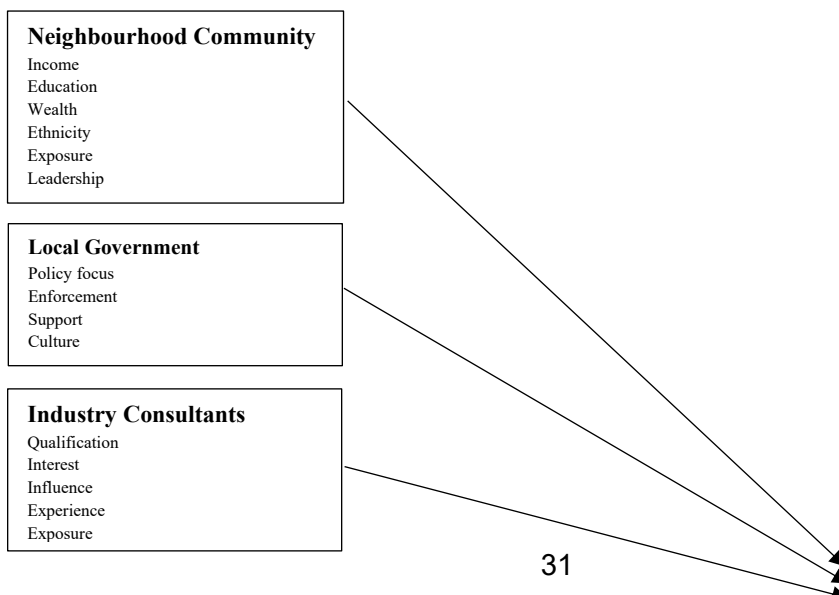 Neighbourhood Community
Income
Education
Wealth
Ethnicity
Exposure
Leadership
Local Government
Policy focus
Enforcement
Support
Culture
Industry Consultants
Qualification
Interest
Influence
Experience
Exposure
31